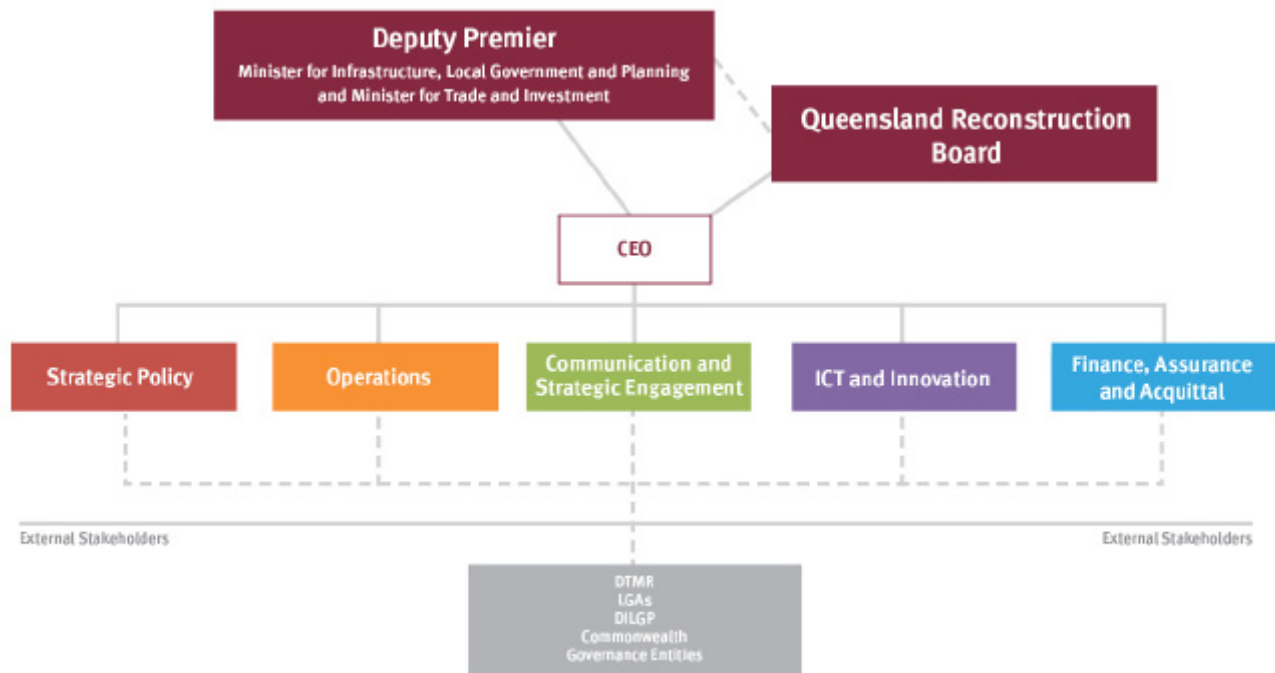 Deputy Premier
Minister for Infrastructure, Local Government and Planning
and Minister for Trade and Investment
Queensland Reconstruction
Board
CEO
Strategic Policy
Operations
Communication and
Strategic Engagement
ICT and Innovation
Finance, Assurance
and Acquittal
External Stakeholders
External Stakeholders
DTMR
LGAs
DILGP
Commonwealth
Governance Entities